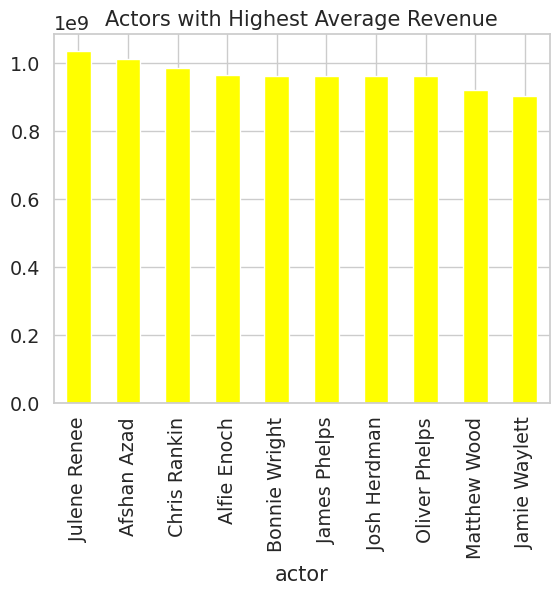 Actors with Highest Average Revenue
1e9
1.0
0.8
0.6
0.4
0.2
0.0
Julene Renee
Afshan Azad
Chris Rankin
Alfie Enoch
Bonnie Wright
James Phelps
Josh Herdman
Oliver Phelps
Matthew Wood
Jamie Waylett
actor